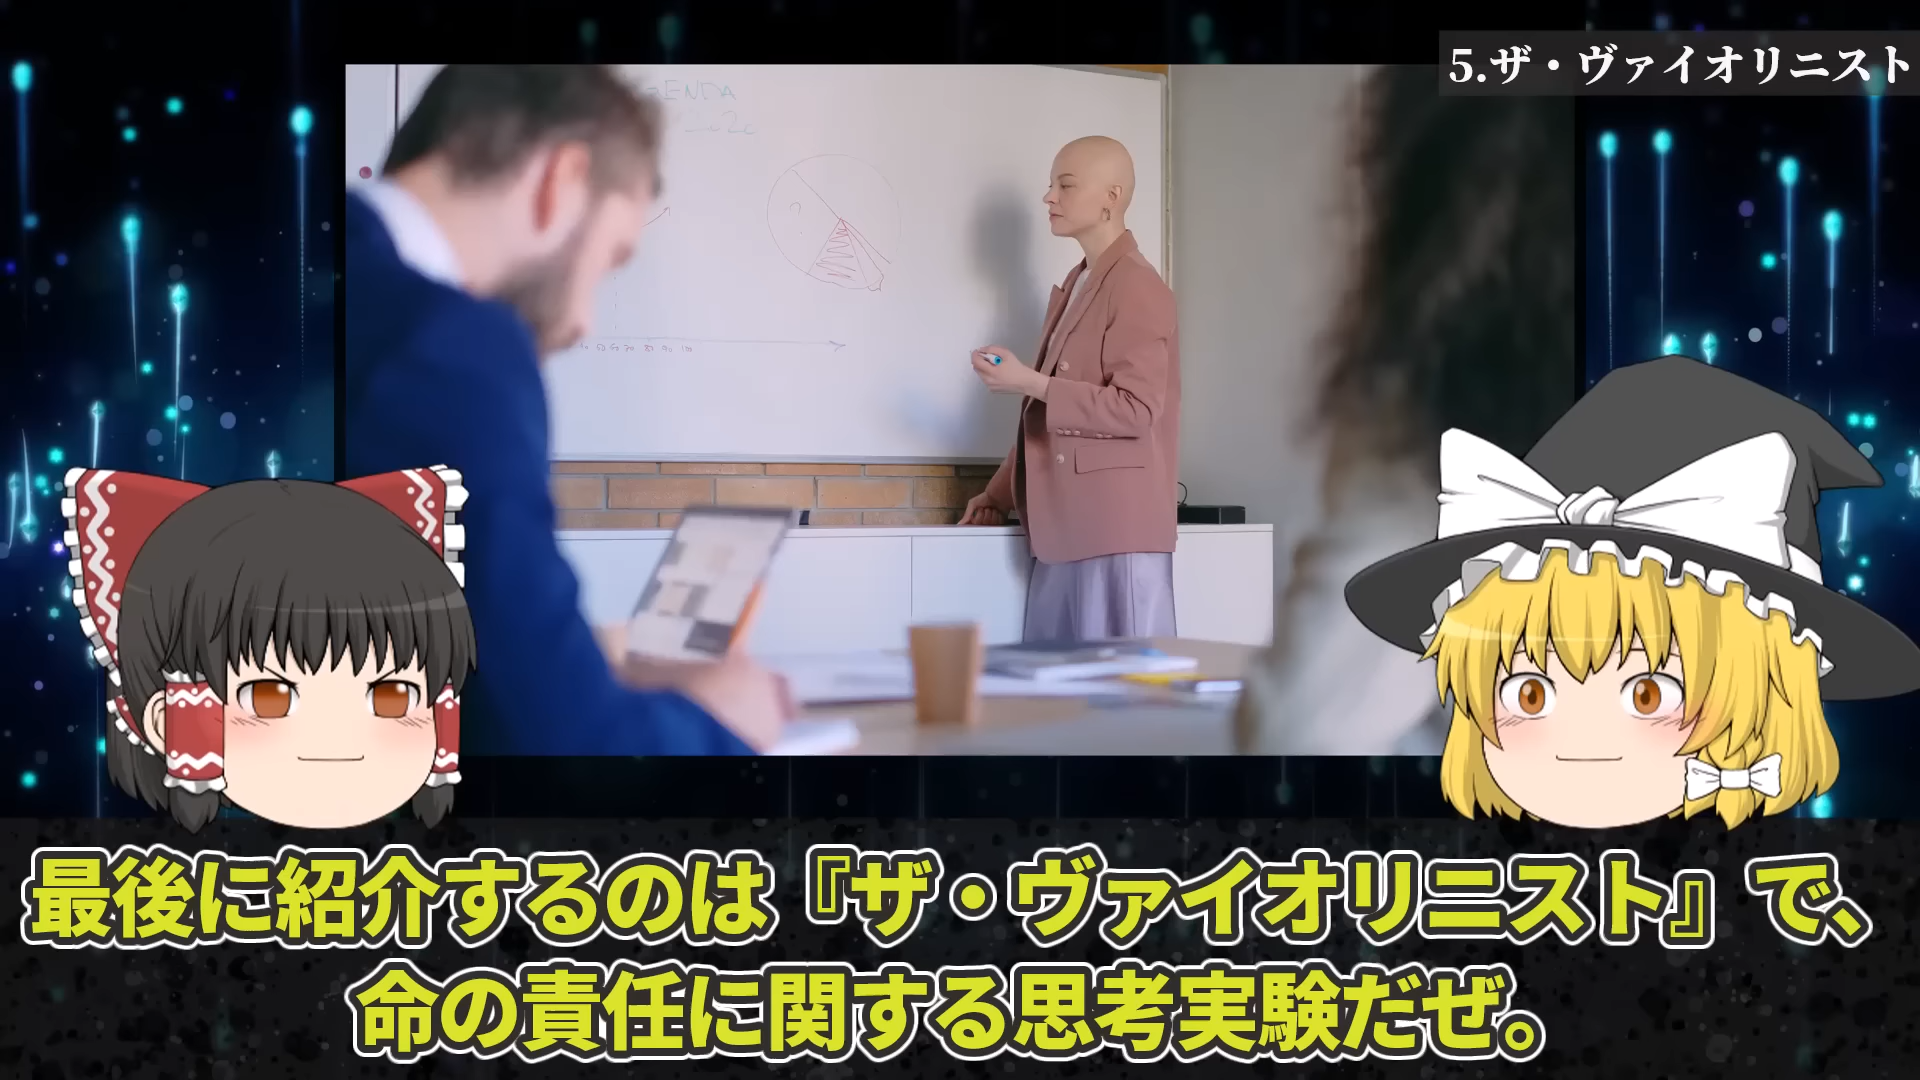 5.ザ・ヴァイオリニスト
GENDA
最後に紹介するのは『ザ・ヴァイオリニスト』で、
命の責任に関する思考実験だぜ。